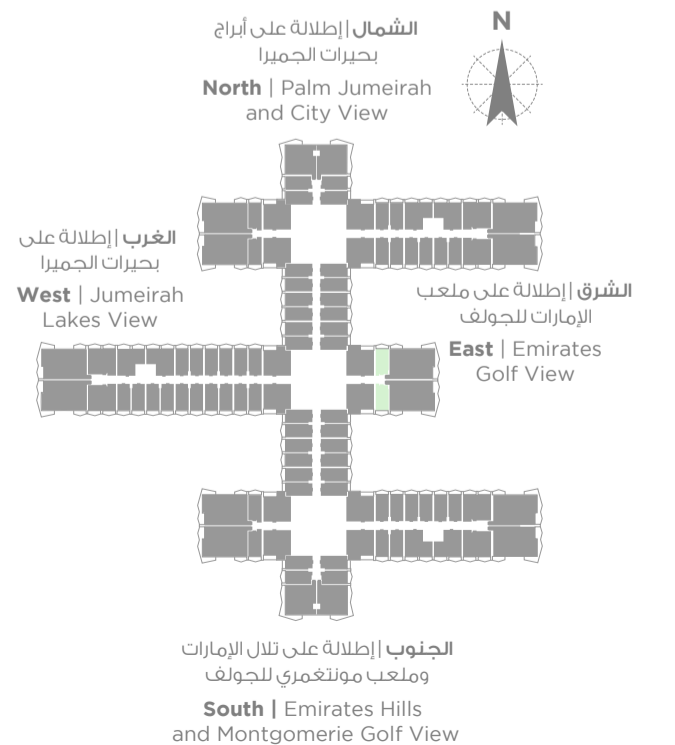 N
الشمال | إطلالة على أبراج
بحيرات الجميرا
North | Palm Jumeirah
and City View
الغرب | إطلالة على
بحيرات الجميرا
West | Jumeirah
Lakes View
الشرق | إطلالة على ملعب
الإمارات للجولف
East | Emirates
Golf View
الجنوب | إطلالة على تلال الإمارات
وملعب مونتغمري للجولف
South | Emirates Hills
and Montgomerie Golf View